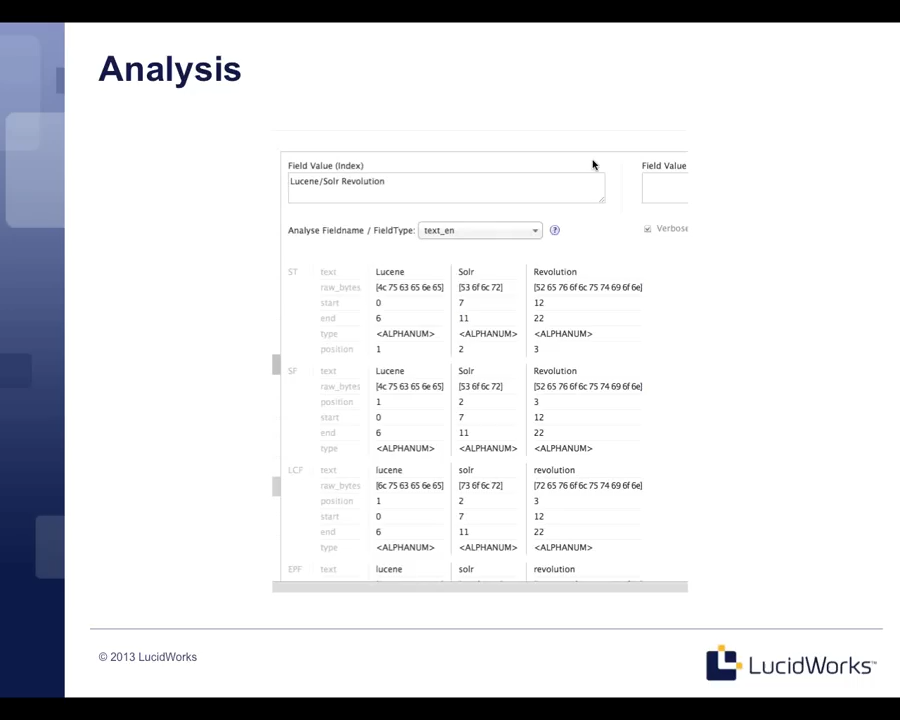 Analysis
Field Value (Index)
Field Value
Lucene/Solr Revolution
Analyse Fieldname / FieldType: text_en ?
Verbose
ST text Lucene Solr Revolution
raw_bytes [4c 75 63 65 6e 65] [53 6f 6c 72] [52 65 76 6f 6c 75 74 69 6f 6e]
start 0 7 12
end 6 11 22
type <ALPHANUM> <ALPHANUM> <ALPHANUM>
position 1 2 3
SF text Lucene Solr Revolution
raw_bytes [4c 75 63 65 6e 65] [53 6f 6c 72] [52 65 76 6f 6c 75 74 69 6f 6e]
position 1 2 3
start 0 7 12
end 6 11 22
type <ALPHANUM> <ALPHANUM> <ALPHANUM>
LCF text lucene solr revolution
raw_bytes [6c 75 63 65 6e 65] [73 6f 6c 72] [72 65 76 6f 6c 75 74 69 6f 6e]
position 1 2 3
start 0 7 12
end 6 11 22
type <ALPHANUM> <ALPHANUM> <ALPHANUM>
EPF text lucene solr revolution
© 2013 LucidWorks
LucidWorks™